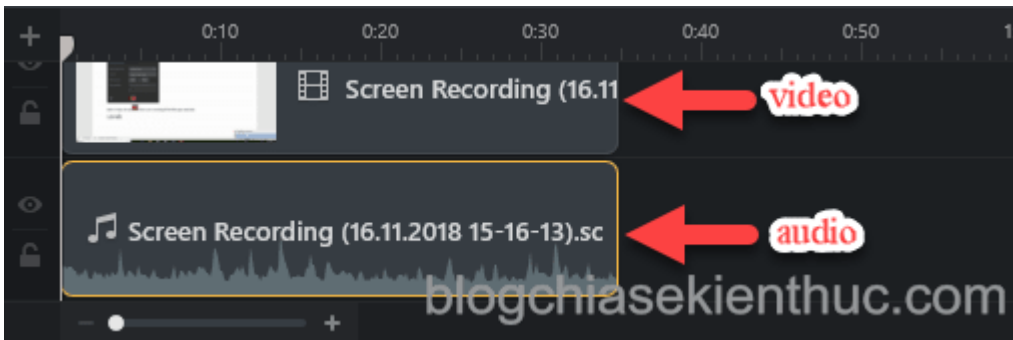 0:10 0:20 0:30 0:40 0:50 1
Screen Recording (16.11
video
Screen Recording (16.11.2018 15-16-13).sc
audio
blogchiasekienthuc.com